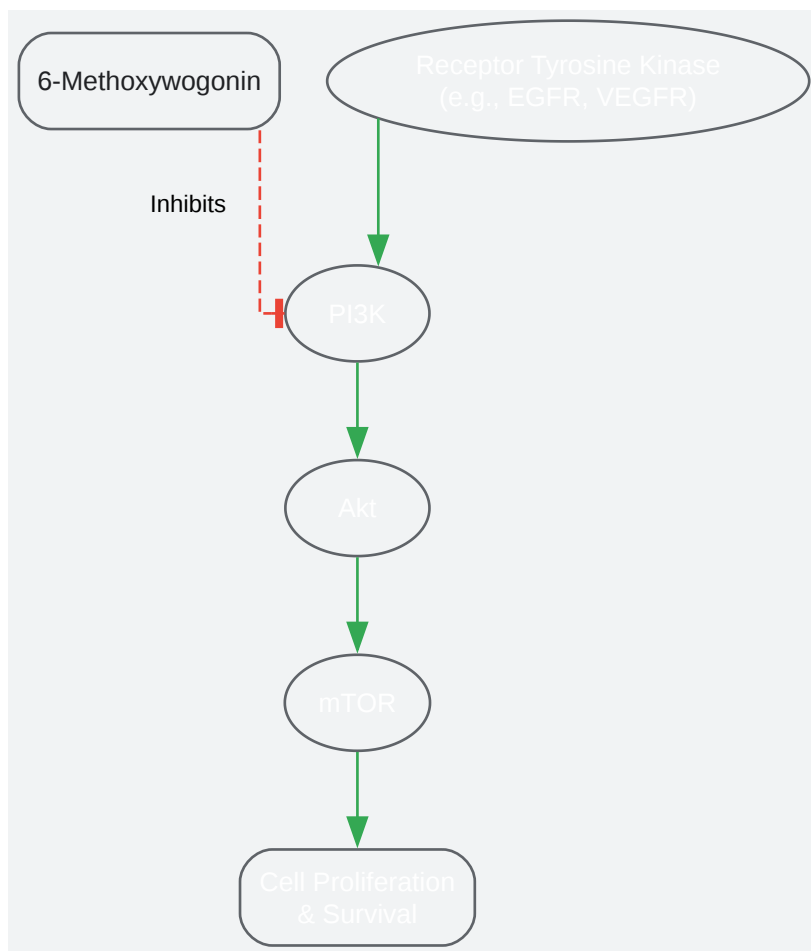 6-Methoxywogonin
Receptor Tyrosine Kinase
(e.g., EGFR, VEGFR)
Inhibits
PI3K
Akt
mTOR
Cell Proliferation
& Survival